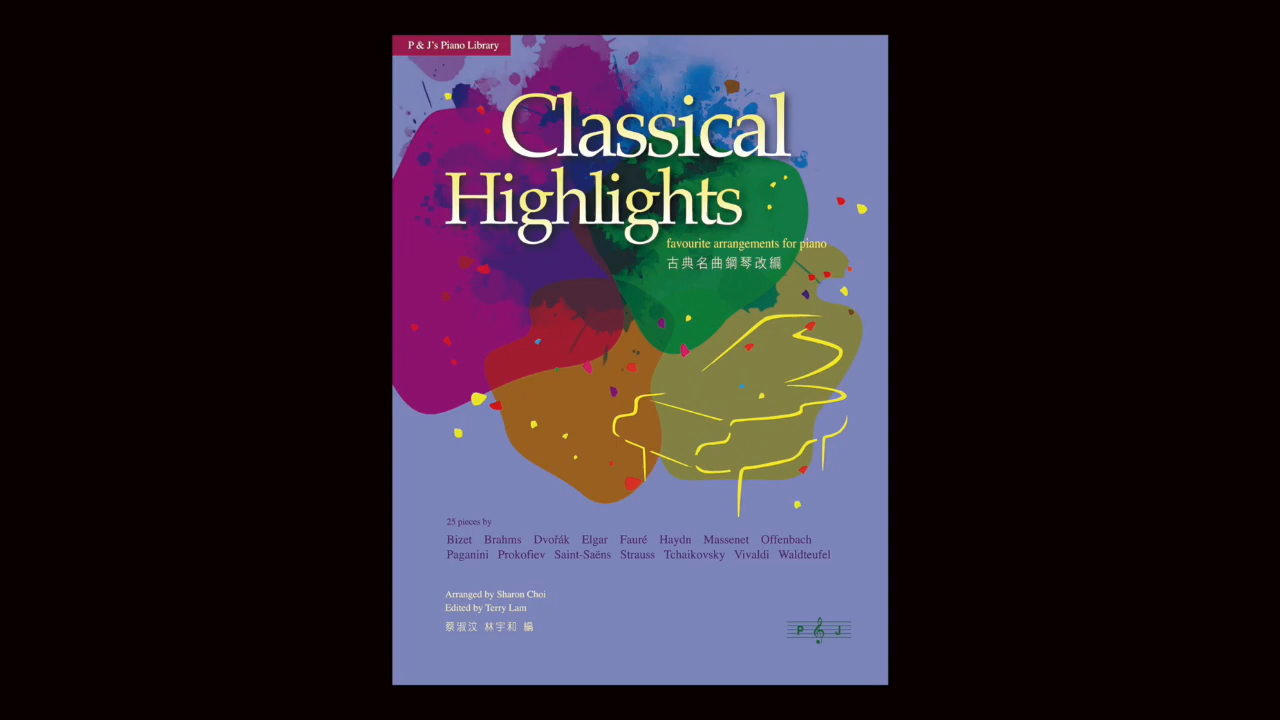 P & J's Piano Library
Classical
Highlights
favourite arrangements for piano
古典名曲鋼琴改編
25 pieces by
Bizet Brahms Dvořák Elgar Fauré Haydn Massenet Offenbach
Paganini Prokofiev Saint-Saëns Strauss Tchaikovsky Vivaldi Waldteufel
Arranged by Sharon Choi
Edited by Terry Lam
蔡淑汶 林宇和 編
P J